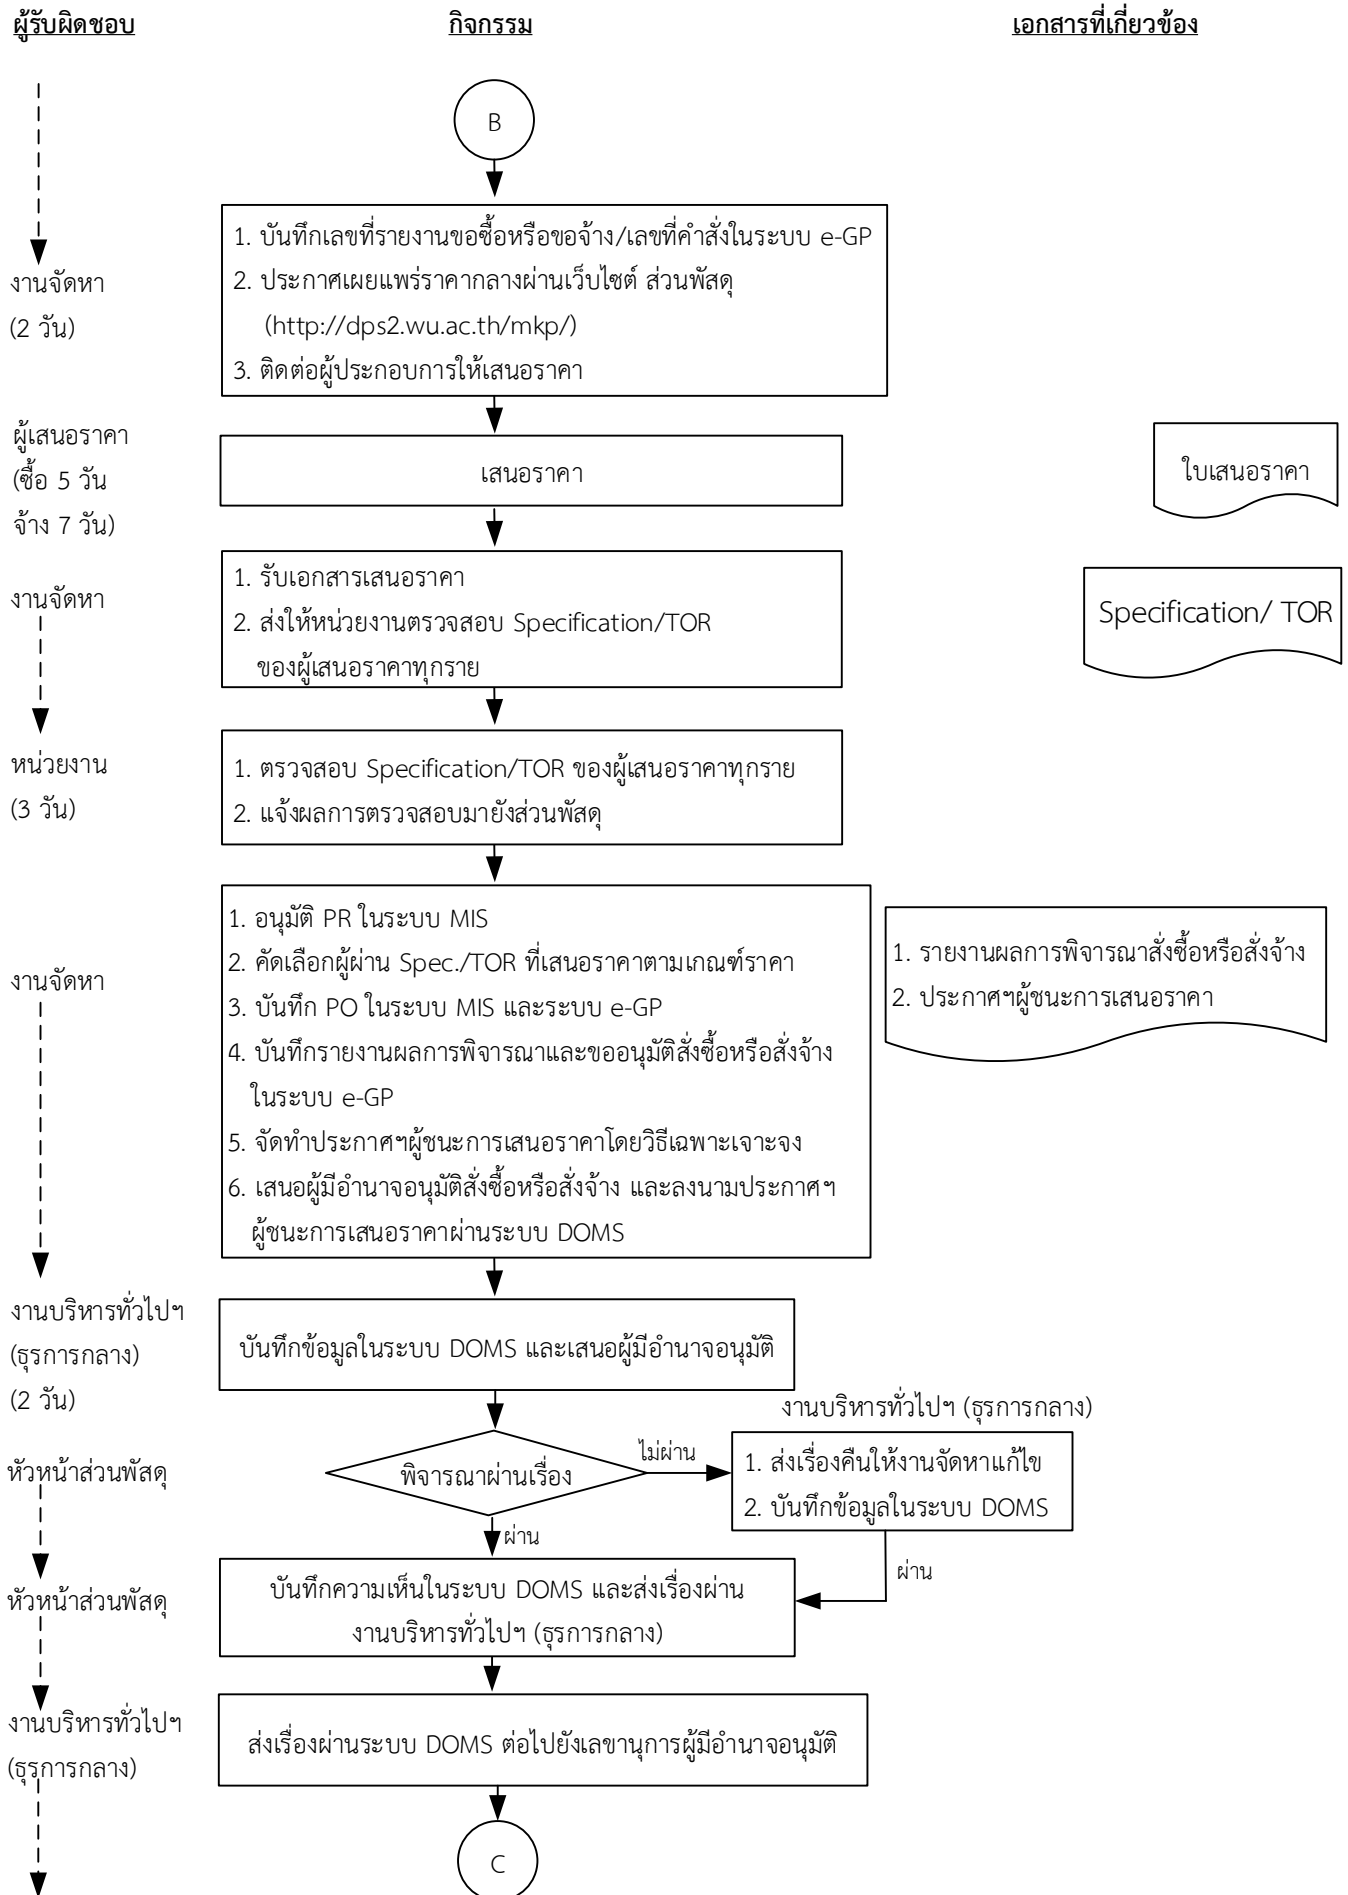 ผู้รับผิดชอบ
กิจกรรม
เอกสารที่เกี่ยวข้อง
B
งานจัดหา
(2 วัน)
1. บันทึกเลขที่รายงานขอซื้อหรือขอจ้าง/เลขที่คำสั่งในระบบ e-GP
2. ประกาศเผยแพร่ราคากลางผ่านเว็บไซต์ ส่วนพัสดุ
(http://dps2.wu.ac.th/mkp/)
3. ติดต่อผู้ประกอบการให้เสนอราคา
ผู้เสนอราคา
(ซื้อ 5 วัน
จ้าง 7 วัน)
เสนอราคา
ใบเสนอราคา
งานจัดหา
1. รับเอกสารเสนอราคา
2. ส่งให้หน่วยงานตรวจสอบ Specification/TOR
ของผู้เสนอราคาทุกราย
Specification/ TOR
หน่วยงาน
(3 วัน)
1. ตรวจสอบ Specification/TOR ของผู้เสนอราคาทุกราย
2. แจ้งผลการตรวจสอบมายังส่วนพัสดุ
งานจัดหา
1. อนุมัติ PR ในระบบ MIS
2. คัดเลือกผู้ผ่าน Spec./TOR ที่เสนอราคาตามเกณฑ์ราคา
3. บันทึก PO ในระบบ MIS และระบบ e-GP
4. บันทึกรายงานผลการพิจารณาและขออนุมัติสั่งซื้อหรือสั่งจ้าง
ในระบบ e-GP
5. จัดทำประกาศฯผู้ชนะการเสนอราคาโดยวิธีเฉพาะเจาะจง
6. เสนอผู้มีอำนาจอนุมัติสั่งซื้อหรือสั่งจ้าง และลงนามประกาศฯ
ผู้ชนะการเสนอราคาผ่านระบบ DOMS
1. รายงานผลการพิจารณาสั่งซื้อหรือสั่งจ้าง
2. ประกาศฯผู้ชนะการเสนอราคา
งานบริหารทั่วไปฯ
(ธุรการกลาง)
(2 วัน)
บันทึกข้อมูลในระบบ DOMS และเสนอผู้มีอำนาจอนุมัติ
งานบริหารทั่วไปฯ (ธุรการกลาง)
หัวหน้าส่วนพัสดุ
พิจารณาผ่านเรื่อง
ไม่ผ่าน
1. ส่งเรื่องคืนให้งานจัดหาแก้ไข
2. บันทึกข้อมูลในระบบ DOMS
ผ่าน
ผ่าน
หัวหน้าส่วนพัสดุ
บันทึกความเห็นในระบบ DOMS และส่งเรื่องผ่าน
งานบริหารทั่วไปฯ (ธุรการกลาง)
งานบริหารทั่วไปฯ
(ธุรการกลาง)
ส่งเรื่องผ่านระบบ DOMS ต่อไปยังเลขานุการผู้มีอำนาจอนุมัติ
C